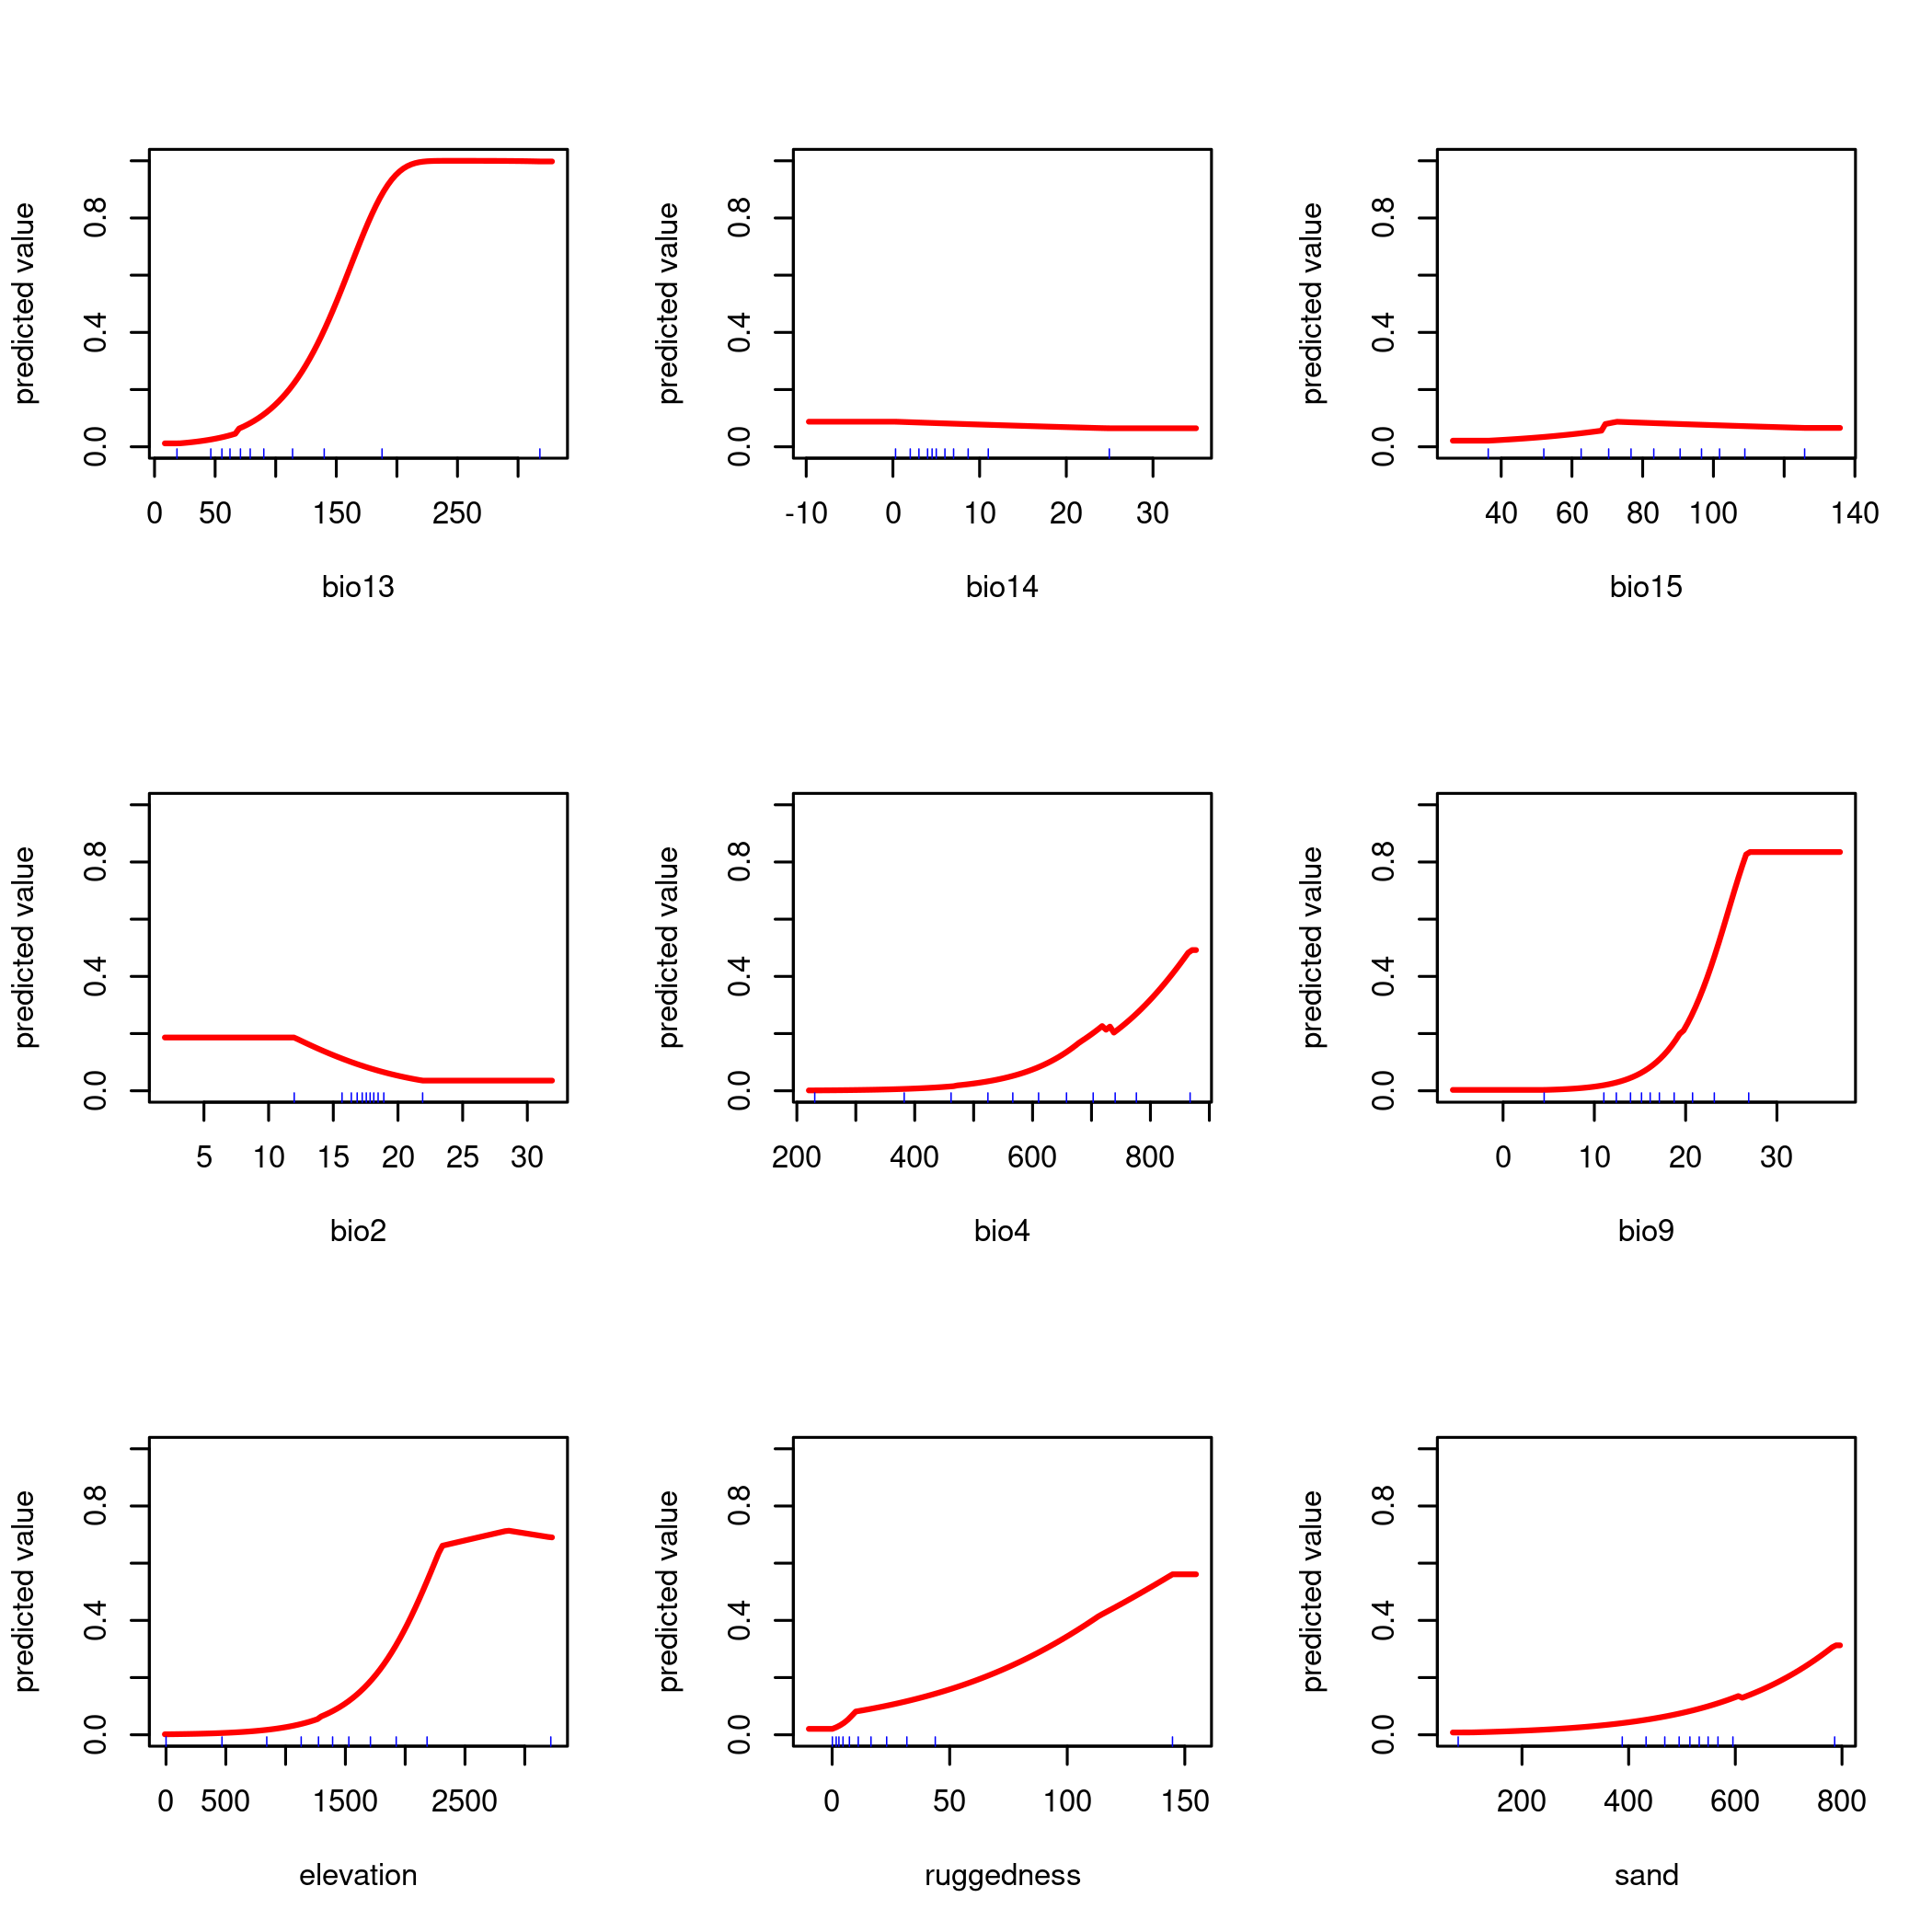 predicted value
0.0 0.4 0.8
0 50 150 250
bio13
predicted value
0.0 0.4 0.8
-10 0 10 20 30
bio14
predicted value
0.0 0.4 0.8
40 60 80 100 140
bio15
predicted value
0.0 0.4 0.8
5 10 15 20 25 30
bio2
predicted value
0.0 0.4 0.8
200 400 600 800
bio4
predicted value
0.0 0.4 0.8
0 10 20 30
bio9
predicted value
0.0 0.4 0.8
0 500 1500 2500
elevation
predicted value
0.0 0.4 0.8
0 50 100 150
ruggedness
predicted value
0.0 0.4 0.8
200 400 600 800
sand